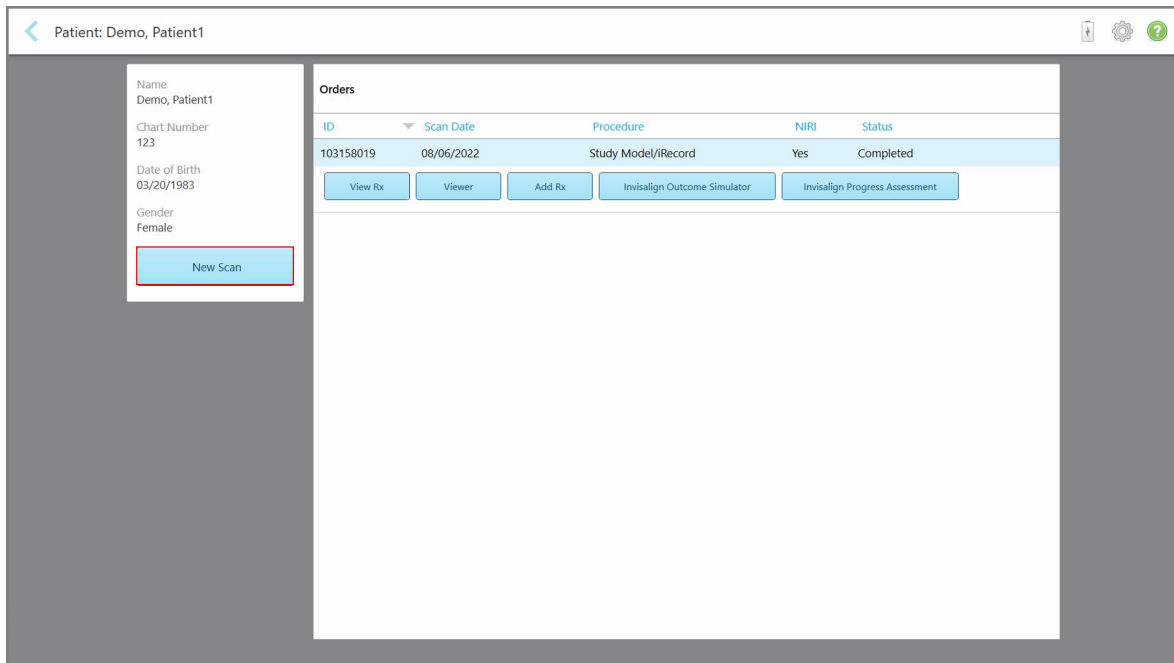 Patient: Demo, Patient1
?
Name
Demo, Patient1
Chart Number
123
Date of Birth
03/20/1983
Gender
Female
New Scan
Orders
ID Scan Date Procedure NIRI Status
103158019 08/06/2022 Study Model/iRecord Yes Completed
View Rx Viewer Add Rx Invisalign Outcome Simulator Invisalign Progress Assessment